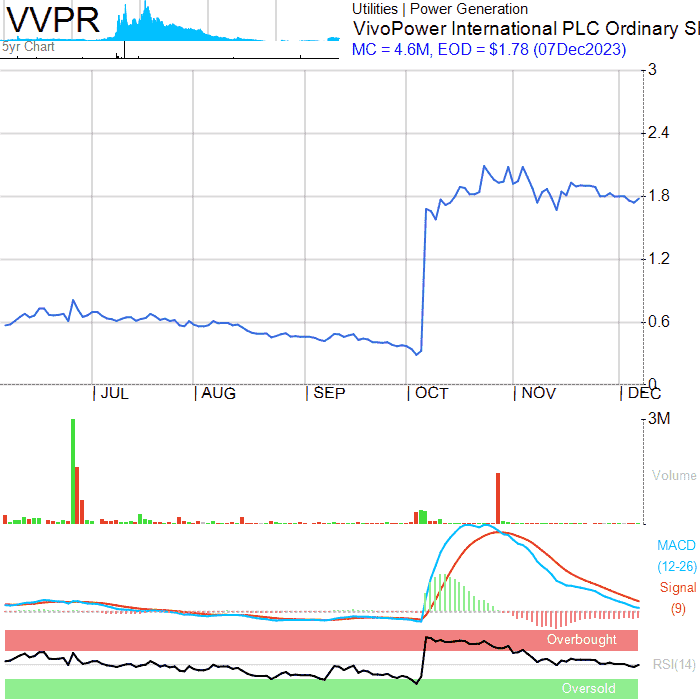 VVPR
5yr Chart
Utilities | Power Generation
VivoPower International PLC Ordinary S
MC = 4.6M, EOD = $1.78 (07Dec2023)
3
2.4
1.8
1.2
0.6
0
JUL
AUG
SEP
OCT
NOV
DEC
3M
Volume
MACD
(12-26)
Signal
(9)
Overbought
RSI(14)
Oversold